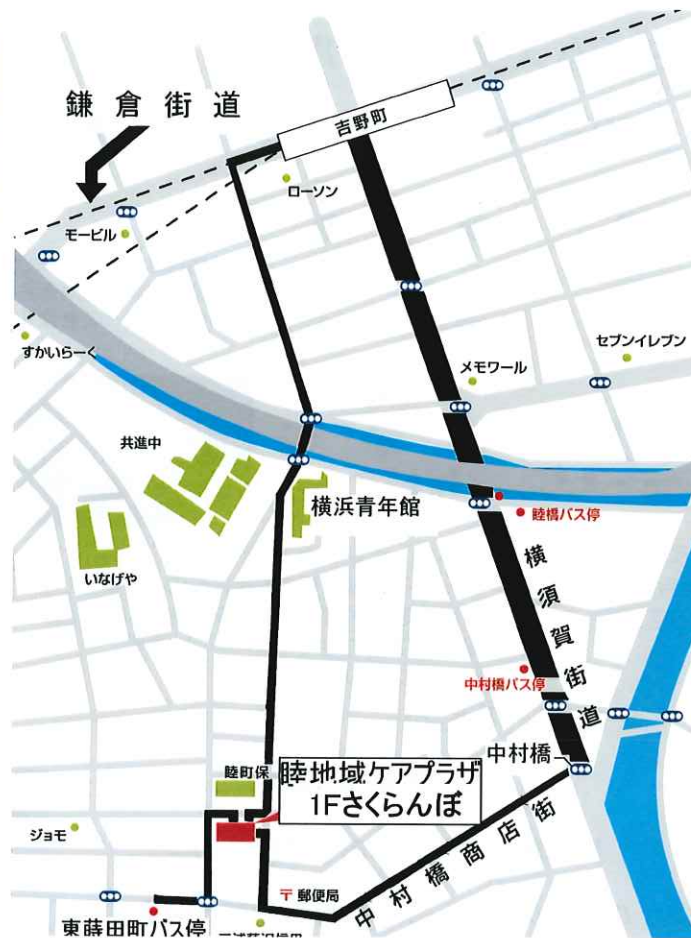 鎌倉街道
吉野町
ローソン
モービル
すかいらーく
メモワール
セブンイレブン
共進中
横浜青年館
睦橋バス停
いなげや
横須賀街道
中村橋バス停
中村橋
睦町保
睦地域ケアプラザ
1Fさくらんぼ
ジョモ
中村橋商店街
〒郵便局
東蒔田町バス停